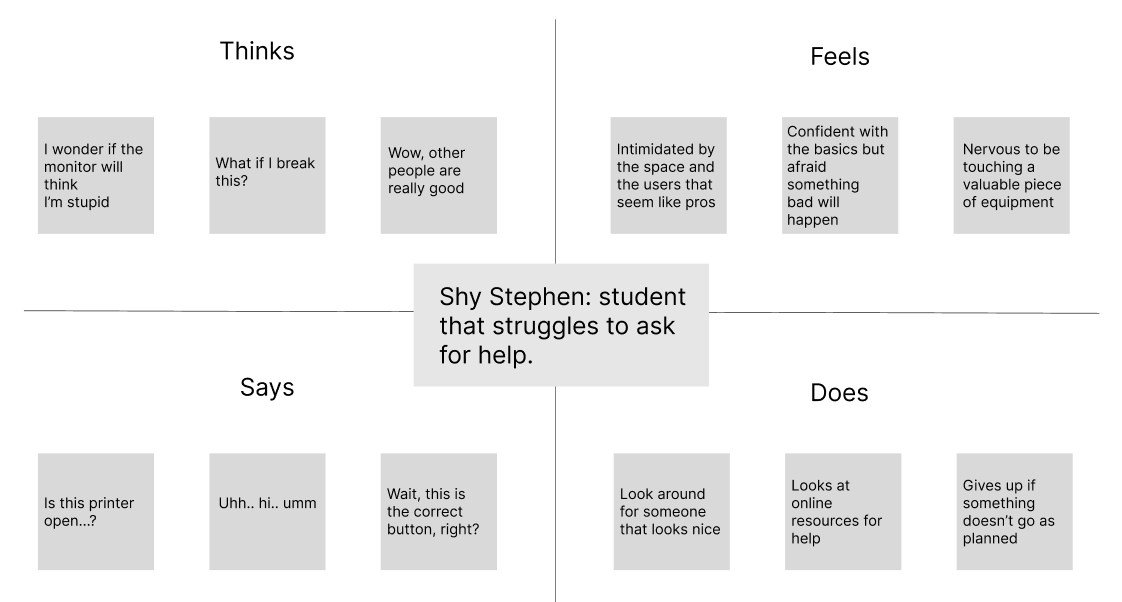 Thinks
I wonder if the
monitor will
think
I’m stupid
What if I break
this?
Wow, other
people are
really good
Feels
Intimidated by
the space and
the users that
seem like pros
Confident with
the basics but
afraid
something
bad will
happen
Nervous to be
touching a
valuable piece
of equipment
Shy Stephen: student
that struggles to ask
for help.
Says
Is this printer
open...?
Uhh.. hi.. umm
Wait, this is
the correct
button, right?
Does
Look around
for someone
that looks nice
Looks at
online
resources for
help
Gives up if
something
doesn’t go as
planned